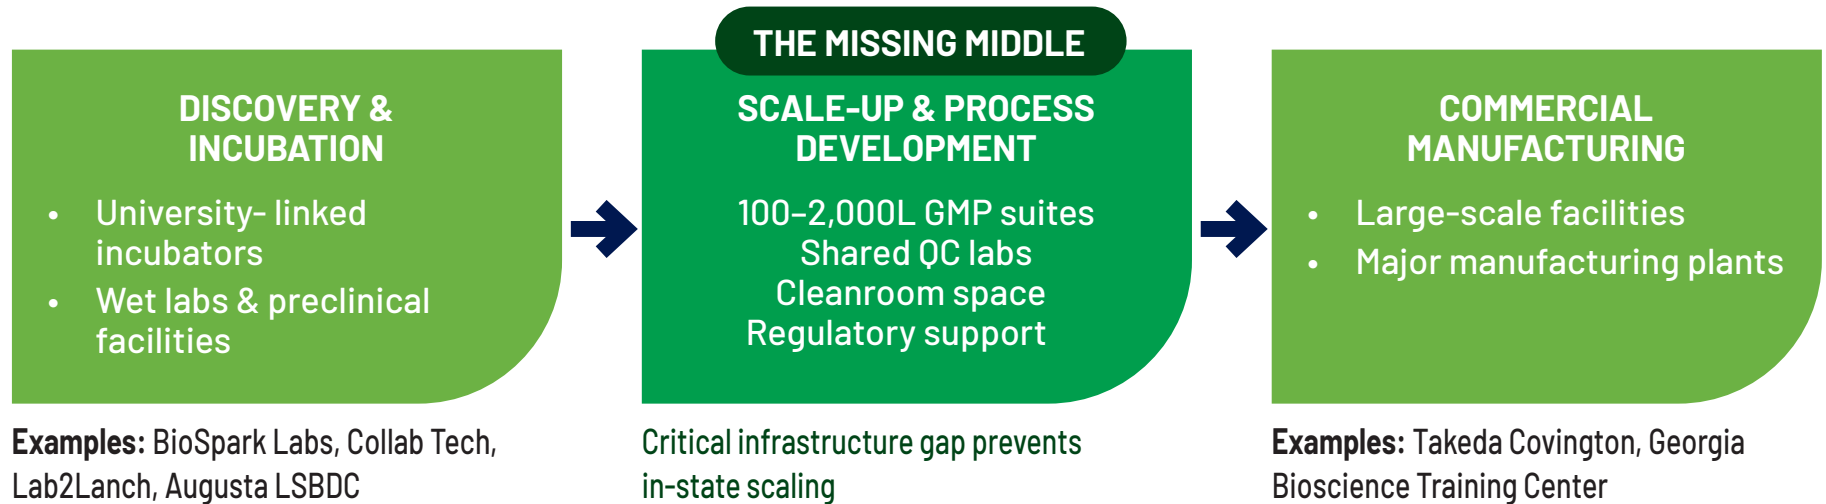 THE MISSING MIDDLE
DISCOVERY &
INCUBATION
• University- linked
incubators
• Wet labs & preclinical
facilities
Examples: BioSpark Labs, Collab Tech,
Lab2Lanch, Augusta LSBDC
SCALE-UP & PROCESS
DEVELOPMENT
100–2,000L GMP suites
Shared QC labs
Cleanroom space
Regulatory support
Critical infrastructure gap prevents
in-state scaling
COMMERCIAL
MANUFACTURING
• Large-scale facilities
• Major manufacturing plants
Examples: Takeda Covington, Georgia
Bioscience Training Center